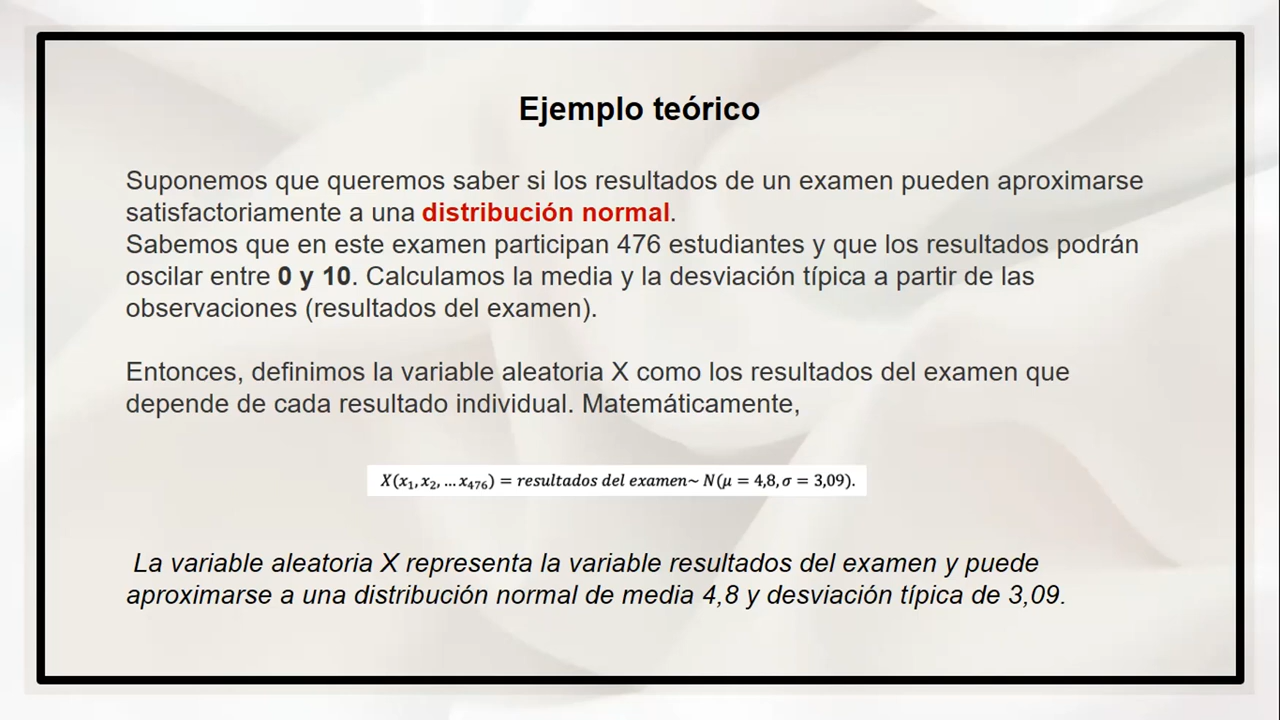 Ejemplo teórico
Suponemos que queremos saber si los resultados de un examen pueden aproximarse
satisfactoriamente a una distribución normal.
Sabemos que en este examen participan 476 estudiantes y que los resultados podrán
oscilar entre 0 y 10. Calculamos la media y la desviación típica a partir de las
observaciones (resultados del examen).
Entonces, definimos la variable aleatoria X como los resultados del examen que
depende de cada resultado individual. Matemáticamente,
X(x₁, x₂, ... x₄₇₆) = resultados del examen~ N(μ = 4,8, σ = 3,09).
La variable aleatoria X representa la variable resultados del examen y puede
aproximarse a una distribución normal de media 4,8 y desviación típica de 3,09.